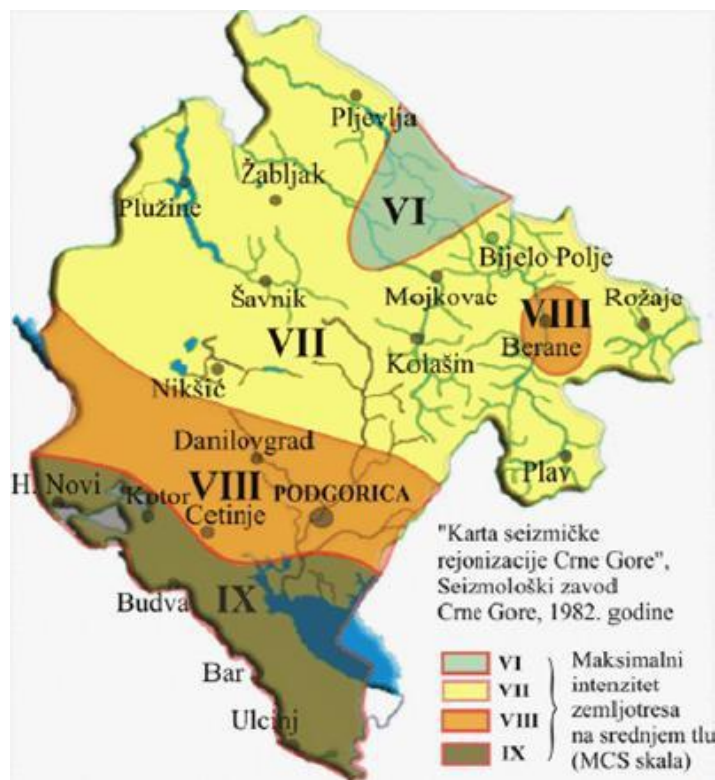 Pljevlja
Žabljak
Plužine
VI
Bijelo Polje
Šavnik
Mojkovac
VIII
Rožaje
VII
Berane
Kolašin
Nikšić
Danilovgrad
Plav
H. Novi
VIII
PODGORICA
Kotor
Cetinje
"Karta seizmičke
rejonizacije Crne Gore",
Seizmološki zavod
Crne Gore, 1982. godine
Budva
IX
Bar
Ulcinj
VI
VII
VIII
IX
Maksimalni
intenzitet
zemljotresa
na srednjem tlu
(MCS skala)